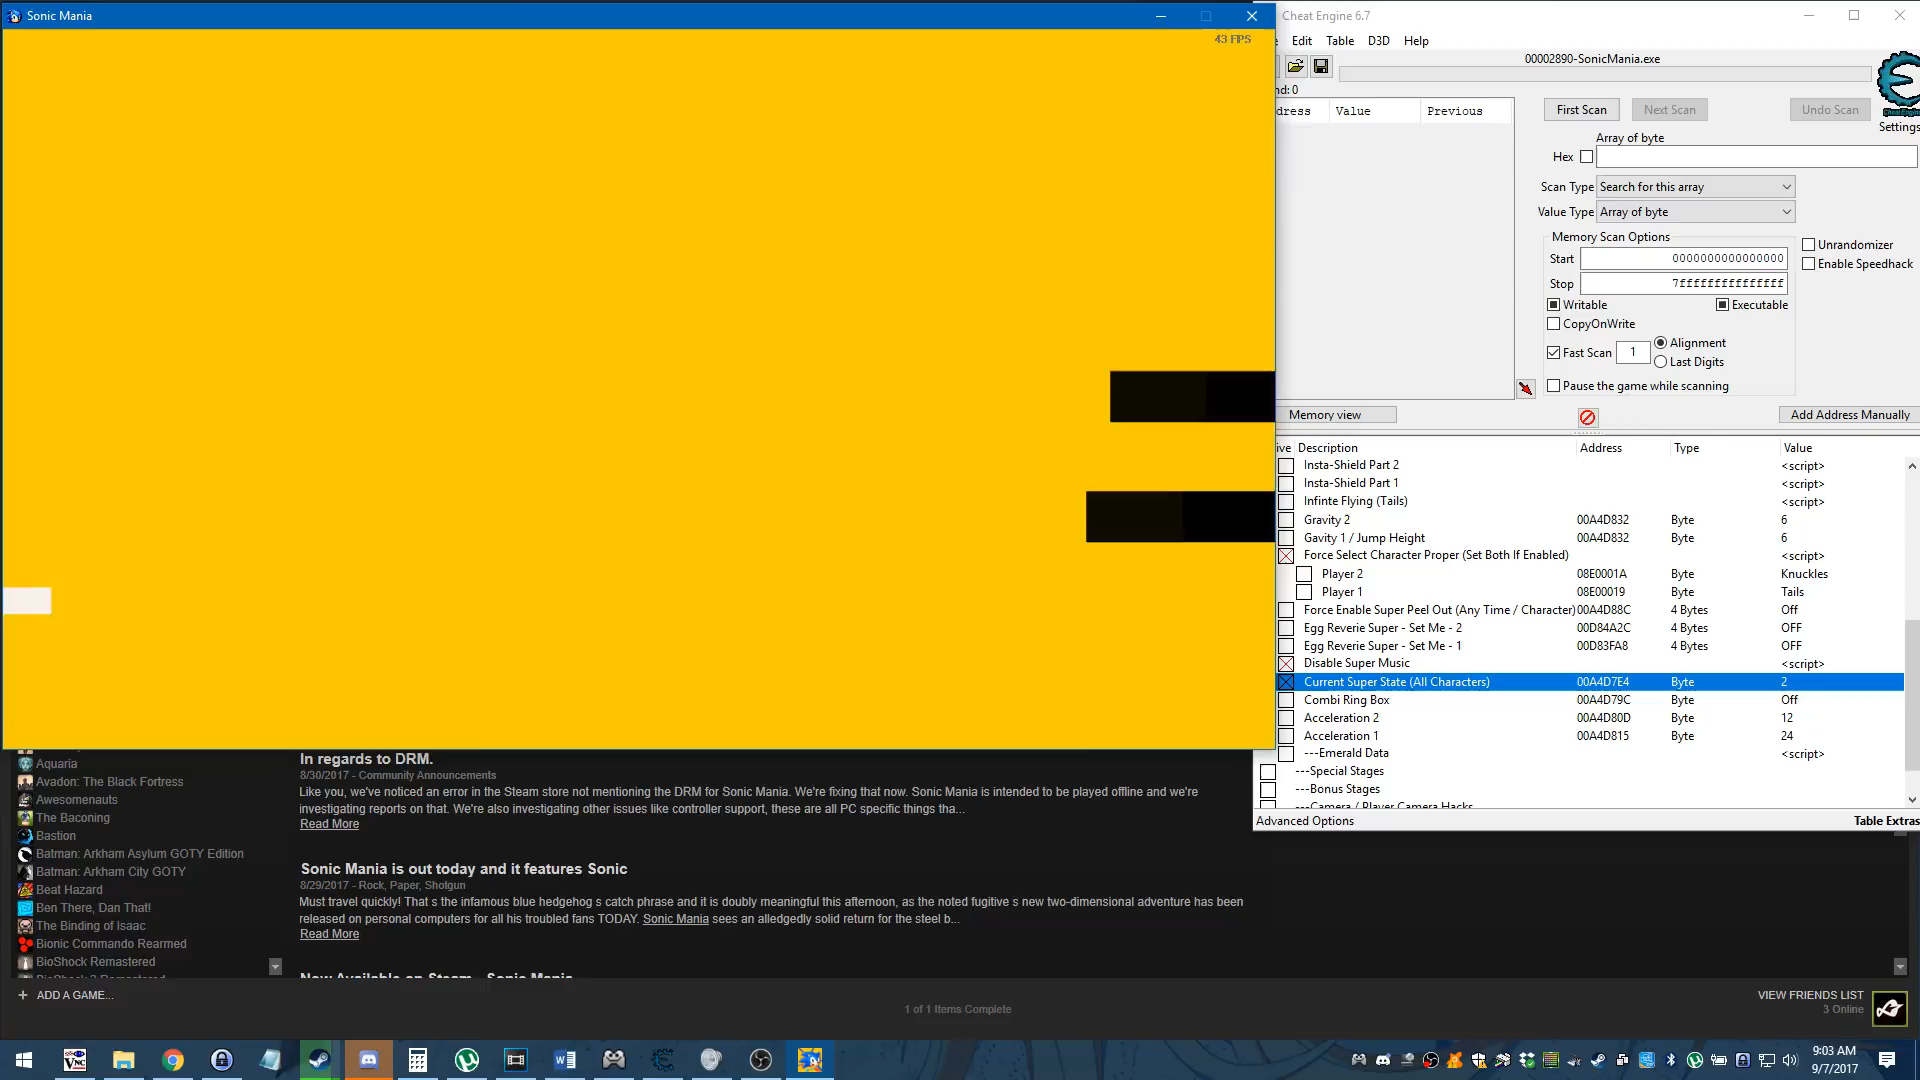 Sonic Mania
43 FPS
Cheat Engine 6.7
Edit Table D3D Help
00002890-SonicMania.exe
nd: 0
dress Value Previous
First Scan Next Scan Undo Scan
Settings
Array of byte
Hex
Scan Type Search for this array
Value Type Array of byte
Memory Scan Options
Start 0000000000000000
Stop 7fffffffffffffff
Unrandomizer
Enable Speedhack
Writable Executable
CopyOnWrite
Fast Scan 1 Alignment
Last Digits
Pause the game while scanning
Memory view Add Address Manually
ive Description Address Type Value
Insta-Shield Part 2 <script>
Insta-Shield Part 1 <script>
Infinte Flying (Tails) <script>
Gravity 2 00A4D832 Byte 6
Gavity 1 / Jump Height 00A4D832 Byte 6
Force Select Character Proper (Set Both If Enabled) <script>
Player 2 08E0001A Byte Knuckles
Player 1 08E00019 Byte Tails
Force Enable Super Peel Out (Any Time / Character) 00A4D88C 4 Bytes Off
Egg Reverie Super - Set Me - 2 00D84A2C 4 Bytes OFF
Egg Reverie Super - Set Me - 1 00D83FA8 4 Bytes OFF
Disable Super Music <script>
Current Super State (All Characters) 00A4D7E4 Byte 2
Combi Ring Box 00A4D79C Byte Off
Acceleration 2 00A4D80D Byte 12
Acceleration 1 00A4D815 Byte 24
---Emerald Data <script>
---Special Stages
---Bonus Stages
---Camera / Player Camera Hacks
Advanced Options Table Extras
Aquaria
Avadon: The Black Fortress
Awesomenauts
The Baconing
Bastion
Batman: Arkham Asylum GOTY Edition
Batman: Arkham City GOTY
Beat Hazard
Ben There, Dan That!
The Binding of Isaac
Bionic Commando Rearmed
BioShock Remastered
BioShock 2 Remastered
In regards to DRM.
8/30/2017 - Community Announcements
Like you, we've noticed an error in the Steam store not mentioning the DRM for Sonic Mania. We're fixing that now. Sonic Mania is intended to be played offline and we're
investigating reports on that. We're also investigating other issues like controller support, these are all PC specific things tha...
Read More
Sonic Mania is out today and it features Sonic
8/29/2017 - Rock, Paper, Shotgun
Must travel quickly! That s the infamous blue hedgehog s catch phrase and it is doubly meaningful this afternoon, as the noted fugitive s new two-dimensional adventure has been
released on personal computers for all his troubled fans TODAY. Sonic Mania sees an alledgedly solid return for the steel b...
Read More
Now Available on Steam - Sonic Mania
+ ADD A GAME...
1 of 1 Items Complete
VIEW FRIENDS LIST
3 Online
9:03 AM
9/7/2017